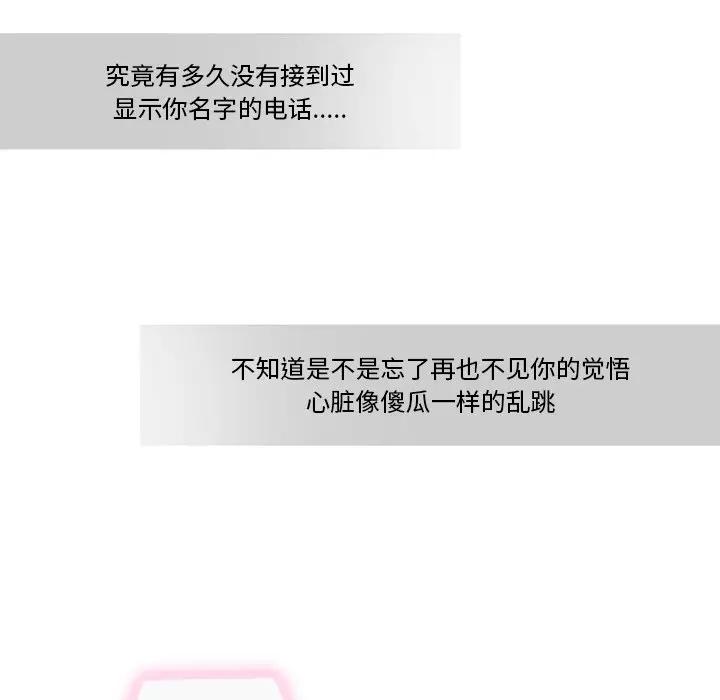 究竟有多久没有接到过
显示你名字的电话.....
不知道是不是忘了再也不见你的觉悟
心脏像傻瓜一样的乱跳